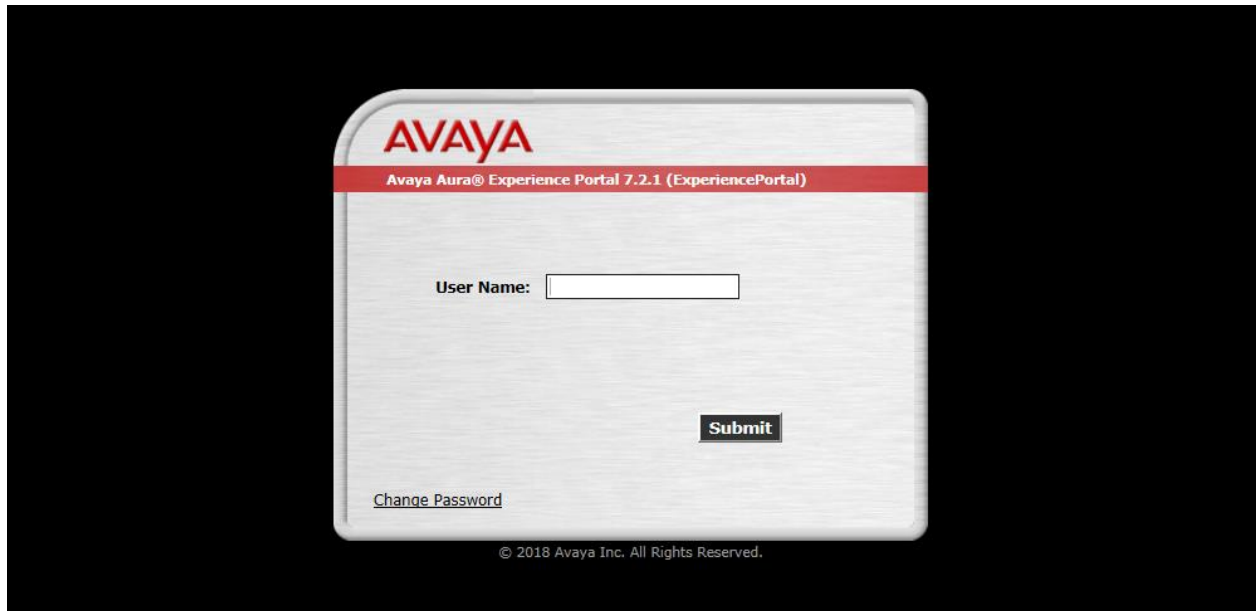 AVAYA
Avaya Aura® Experience Portal 7.2.1 (ExperiencePortal)
User Name:
Submit
Change Password
© 2018 Avaya Inc. All Rights Reserved.